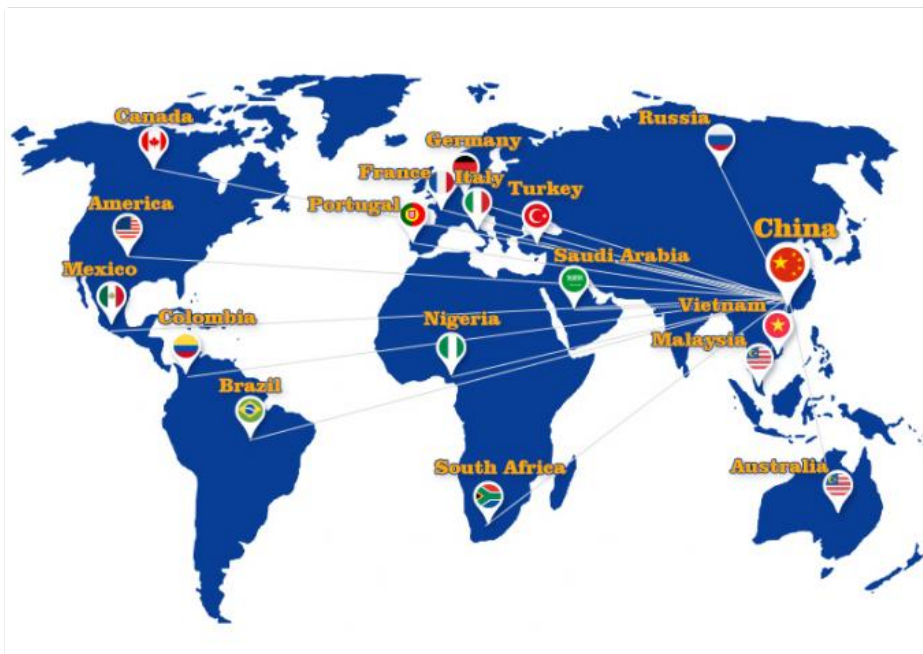 Canada
Russia
Germany
France
Italy
Turkey
America
Portugal
China
Saudi Arabia
Mexico
Vietnam
Colombia
Nigeria
Malaysia
Brazil
South Africa
Australia